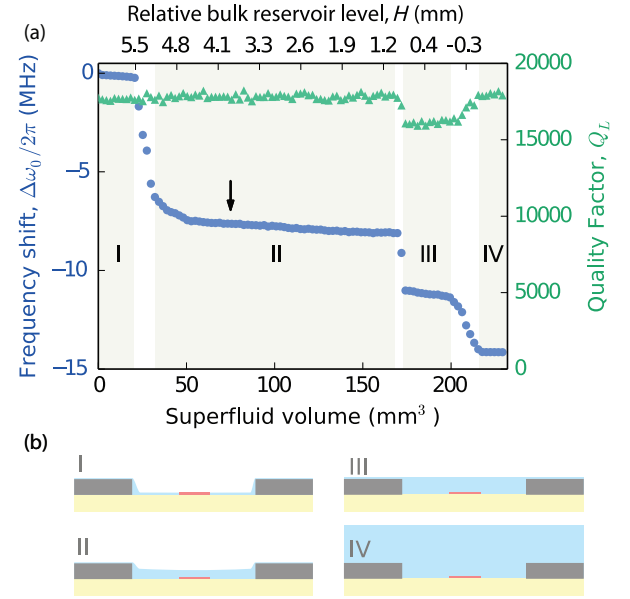 Relative bulk reservoir level, H (mm)
(a)
5.5 4.8 4.1 3.3 2.6 1.9 1.2 0.4 −0.3
0
−5
−10
−15
Frequency shift, Δω₀/2π (MHz)
20000
15000
10000
5000
0
Quality Factor, Q_L
I
II
III
IV
0 50 100 150 200
Superfluid volume (mm³ )
(b)
I
III
II
IV